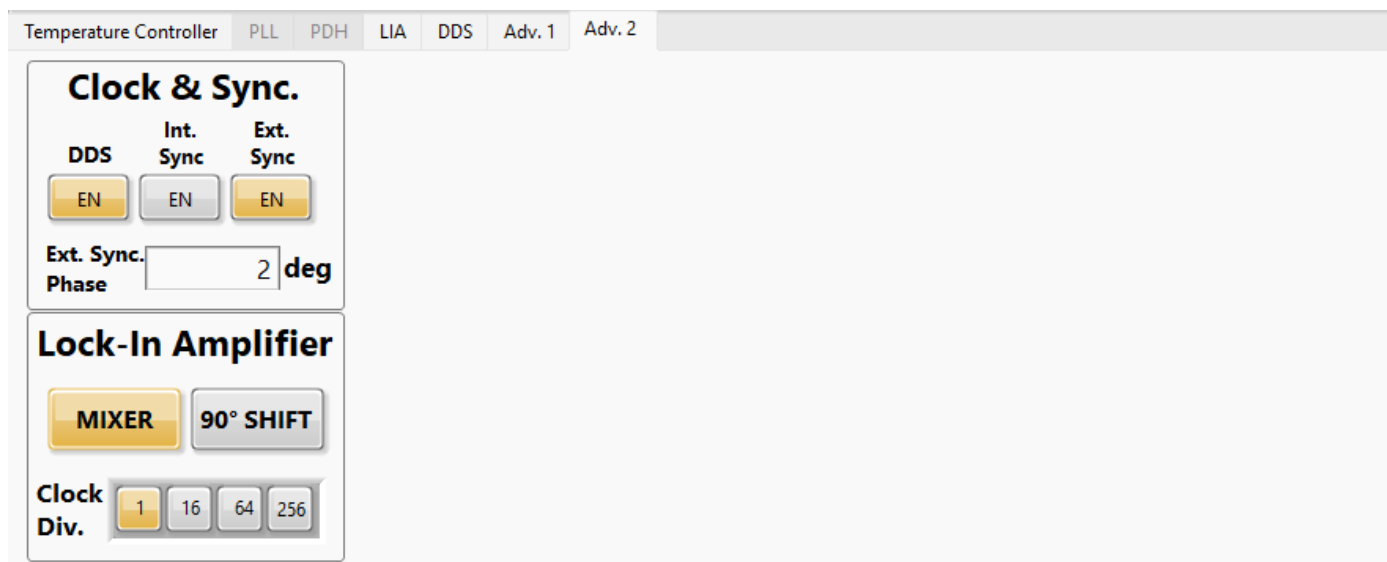 Temperature Controller PLL PDH LIA DDS Adv. 1 Adv. 2
Clock & Sync.
DDS
Int.
Sync
Ext.
Sync
EN EN EN
Ext. Sync.
Phase
2 deg
Lock-In Amplifier
MIXER 90° SHIFT
Clock
Div.
1 16 64 256